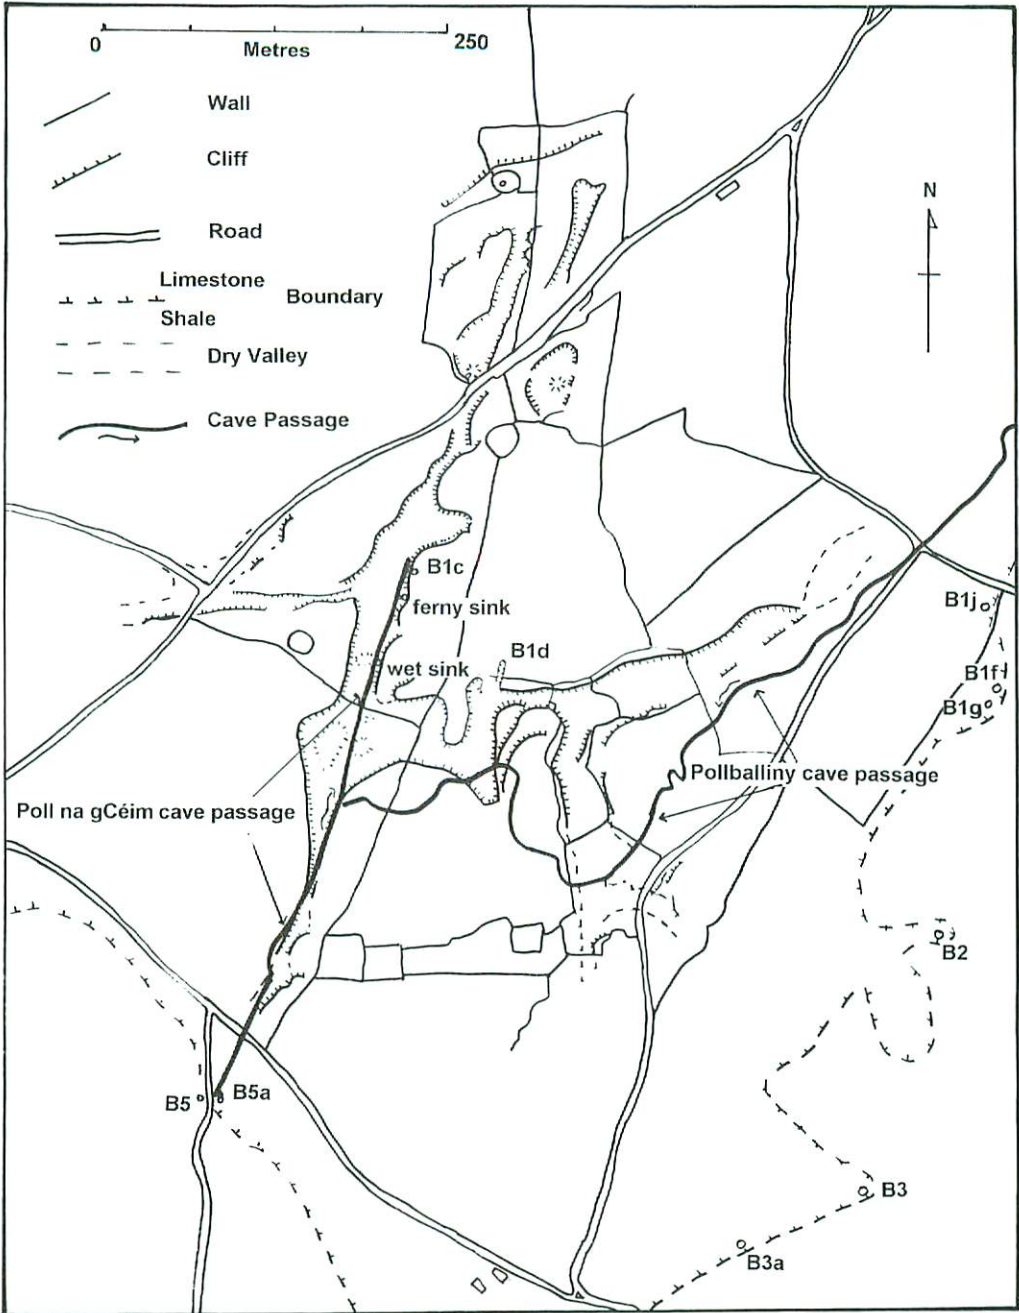 0 250
Metres
Wall
Cliff
Road
Limestone
Boundary
Shale
Dry Valley
Cave Passage
N
B1c
ferny sink
B1d
wet sink
B1j
B1f
B1g
Pollballiny cave passage
Poll na gCéim cave passage
B2
B5a
B5
B3
B3a